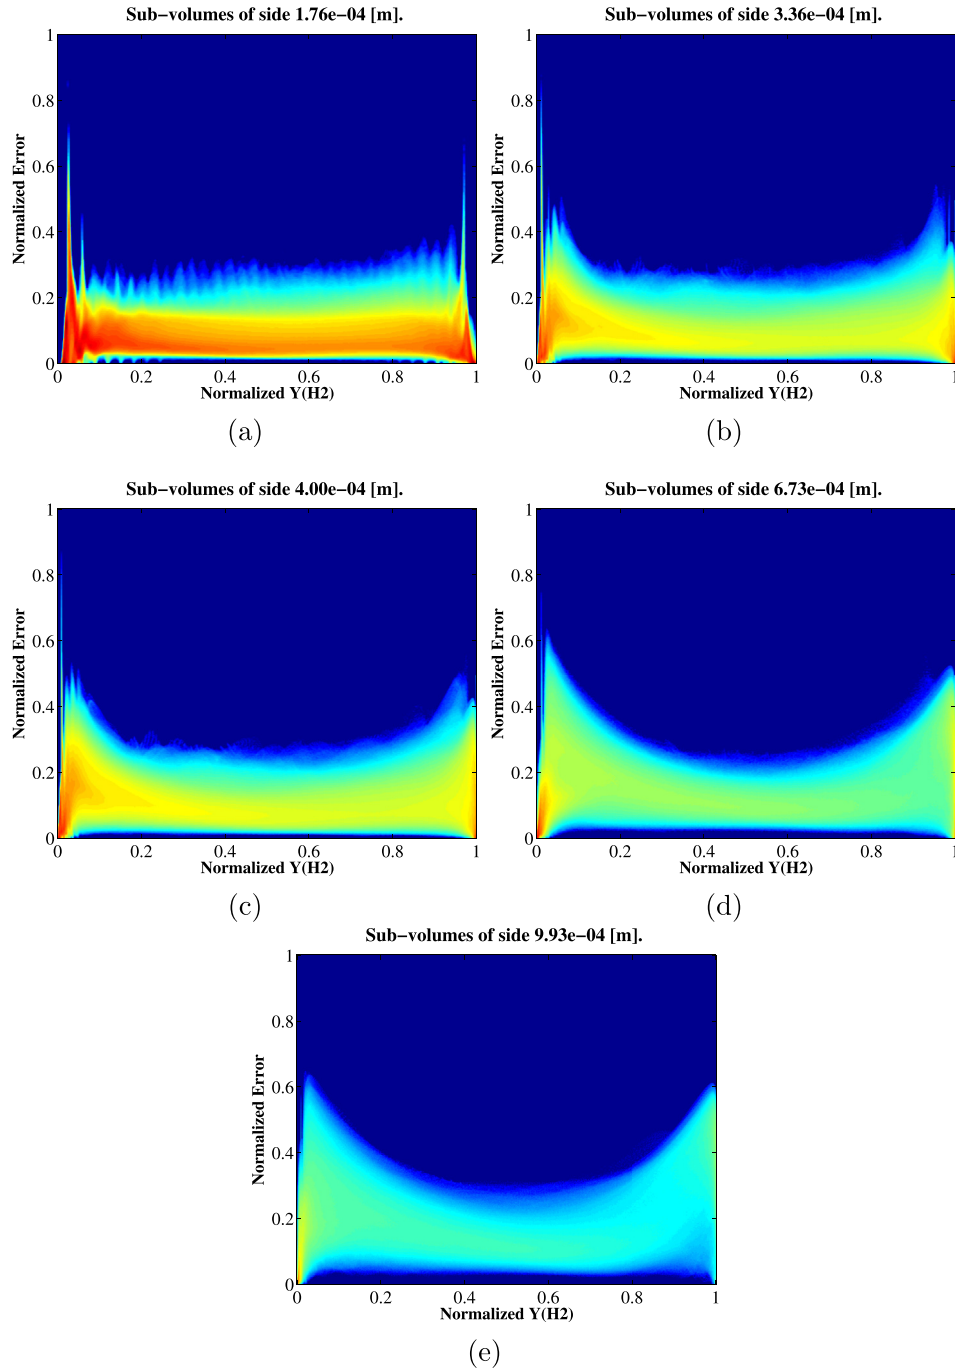 Sub−volumes of side 1.76e−04 [m].
Normalized Error
1
0.8
0.6
0.4
0.2
0
0 0.2 0.4 0.6 0.8 1
Normalized Y(H2)
(a)
Sub−volumes of side 3.36e−04 [m].
Normalized Error
1
0.8
0.6
0.4
0.2
0
0 0.2 0.4 0.6 0.8 1
Normalized Y(H2)
(b)
Sub−volumes of side 4.00e−04 [m].
Normalized Error
1
0.8
0.6
0.4
0.2
0
0 0.2 0.4 0.6 0.8 1
Normalized Y(H2)
(c)
Sub−volumes of side 6.73e−04 [m].
Normalized Error
1
0.8
0.6
0.4
0.2
0
0 0.2 0.4 0.6 0.8 1
Normalized Y(H2)
(d)
Sub−volumes of side 9.93e−04 [m].
Normalized Error
1
0.8
0.6
0.4
0.2
0
0 0.2 0.4 0.6 0.8 1
Normalized Y(H2)
(e)